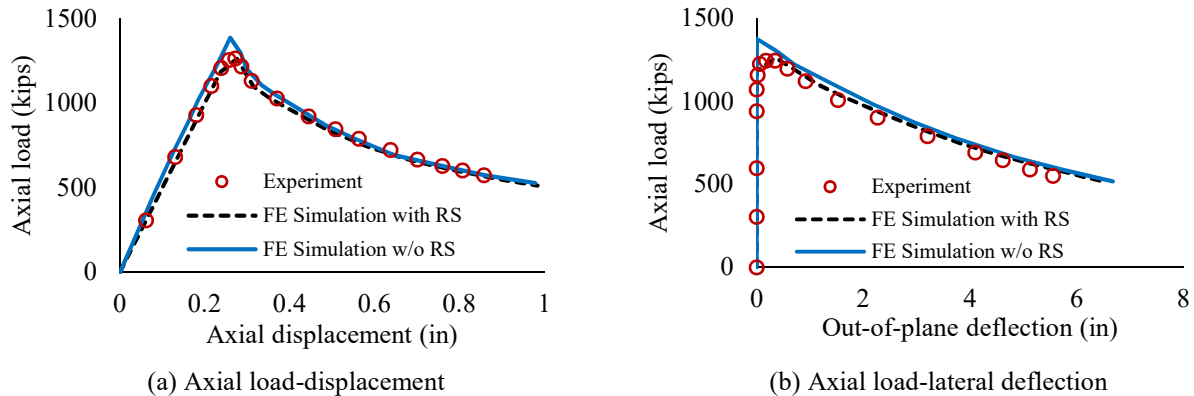 1500
1000
500
0
Axial load (kips)
Experiment
FE Simulation with RS
FE Simulation w/o RS
0 0.2 0.4 0.6 0.8 1
Axial displacement (in)
(a) Axial load-displacement
1500
1000
500
0
Axial load (kips)
Experiment
FE Simulation with RS
FE Simulation w/o RS
0 2 4 6 8
Out-of-plane deflection (in)
(b) Axial load-lateral deflection